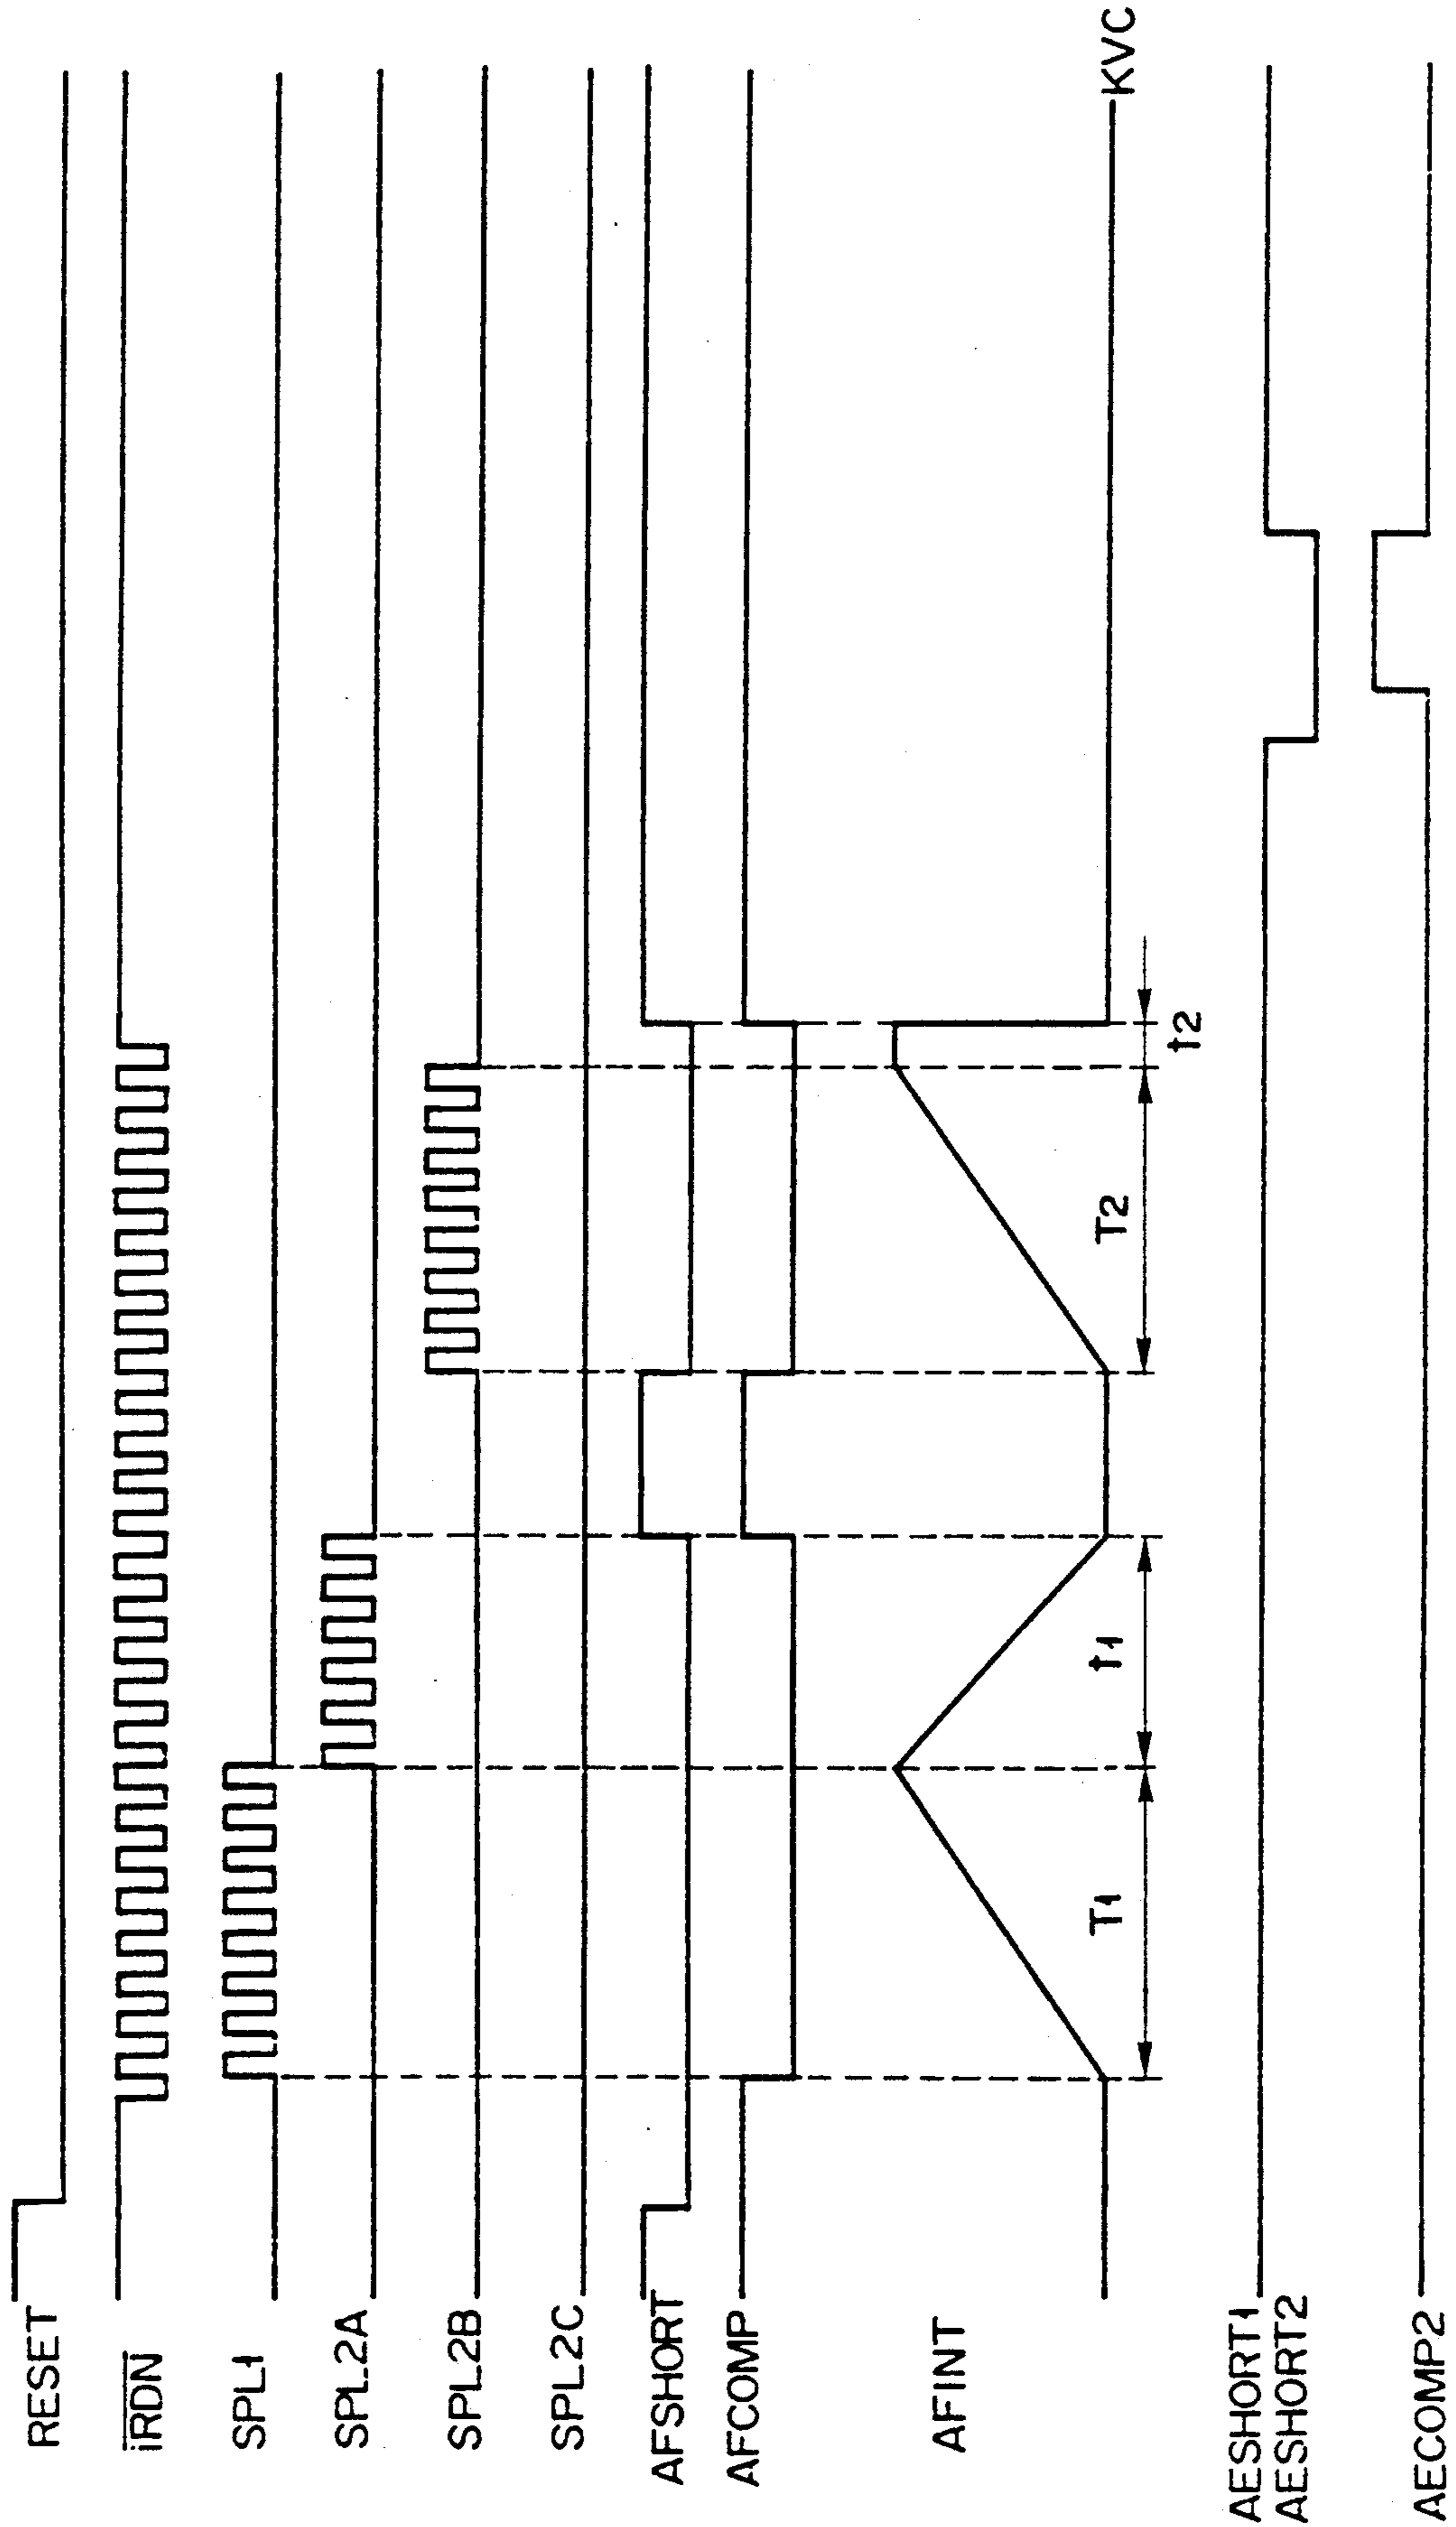 RESET
iRDN
SPL1
SPL2A
SPL2B
SPL2C
AFSHORT
AFCOMP
AFINT
KVC
T1
t1
T2
t2
AESHORT1
AESHORT2
AECOMP2